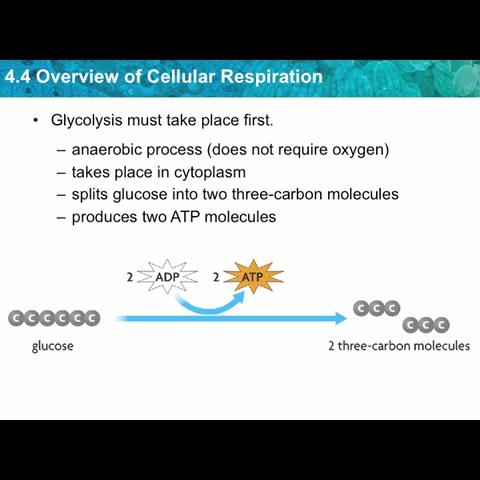 4.4 Overview of Cellular Respiration
• Glycolysis must take place first.
– anaerobic process (does not require oxygen)
– takes place in cytoplasm
– splits glucose into two three-carbon molecules
– produces two ATP molecules
2 ADP 2 ATP
C C C C C C
C C C
C C C
glucose
2 three-carbon molecules